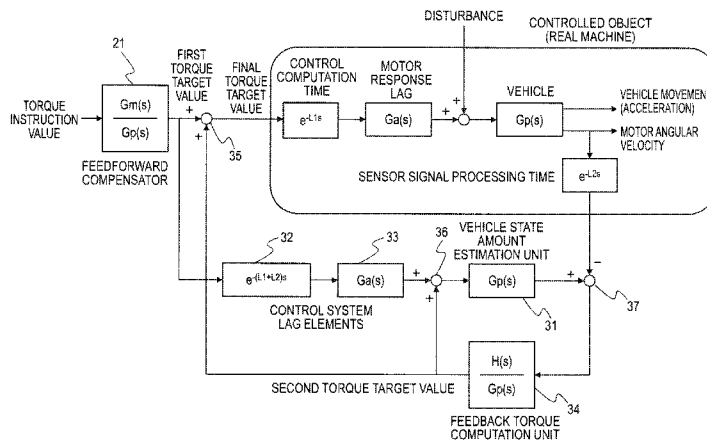 DISTURBANCE
CONTROLLED OBJECT
(REAL MACHINE)
21
FIRST
TORQUE
TARGET
VALUE
FINAL
TORQUE
TARGET
VALUE
CONTROL
COMPUTATION
TIME
MOTOR
RESPONSE
LAG
VEHICLE
VEHICLE MOVEMENT
(ACCELERATION)
TORQUE
INSTRUCTION
VALUE
Gm(s)
Gp(s)
+
+
35
e-L1s
Ga(s)
+
+
Gp(s)
MOTOR ANGULAR
VELOCITY
FEEDFORWARD
COMPENSATOR
SENSOR SIGNAL PROCESSING TIME
e-L2s
32
33
36
VEHICLE STATE
AMOUNT
ESTIMATION UNIT
e-(L1+L2)s
Ga(s)
+
+
Gp(s)
+
−
37
CONTROL SYSTEM
LAG ELEMENTS
31
H(s)
Gp(s)
34
SECOND TORQUE TARGET VALUE
FEEDBACK TORQUE
COMPUTATION UNIT